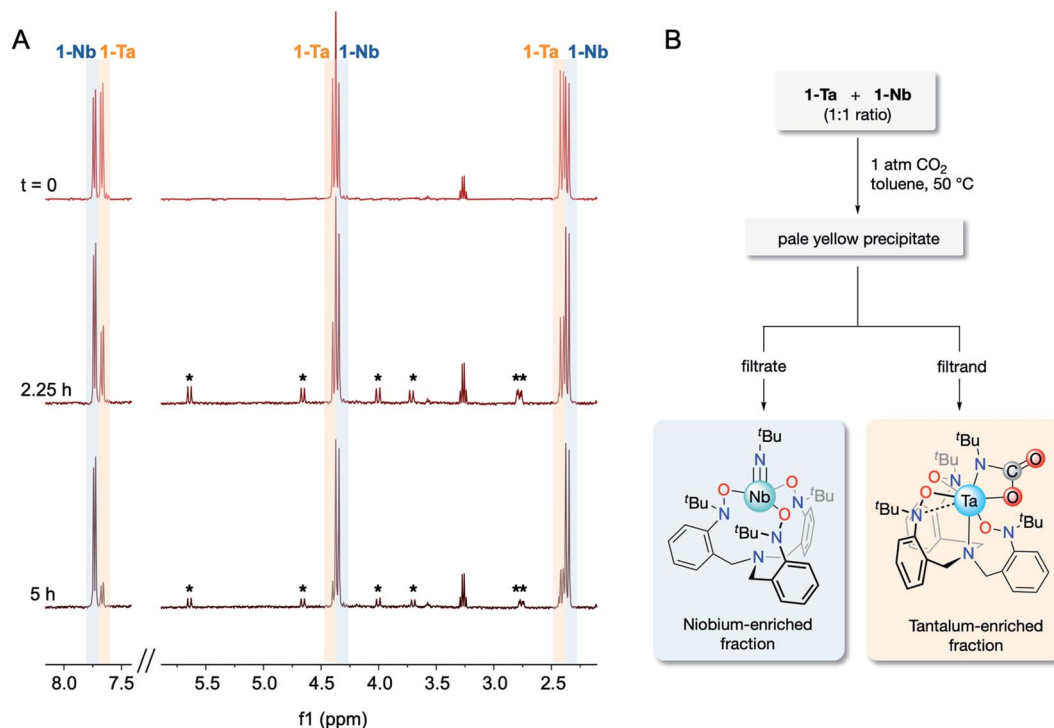 A
1-Nb 1-Ta 1-Ta 1-Nb 1-Ta 1-Nb
t = 0
2.25 h
* * * * **
5 h
* * * * **
8.0 7.5 // 5.5 5.0 4.5 4.0 3.5 3.0 2.5
f1 (ppm)
B
1-Ta + 1-Nb
(1:1 ratio)
1 atm CO₂
toluene, 50 °C
pale yellow precipitate
filtrate
filtrand
ᵗBu
N
O Nb O
ᵗBu N O N ᵗBu
ᵗBu N
N
Niobium-enriched
fraction
ᵗBu
ᵗBu N N C O
O Ta O
ᵗBu N O N ᵗBu
N
Tantalum-enriched
fraction